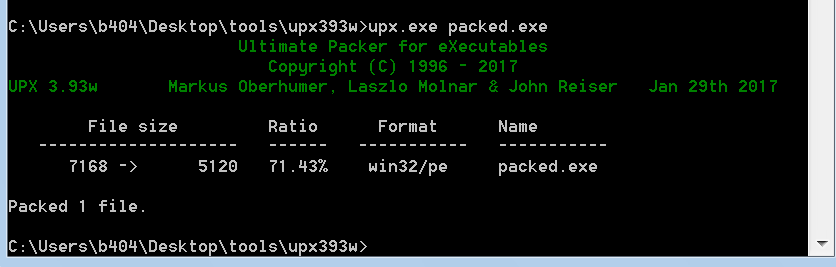 C:\Users\b404\Desktop\tools\upx393w>upx.exe packed.exe
Ultimate Packer for eXecutables
Copyright (C) 1996 - 2017
UPX 3.93w Markus Oberhumer, Laszlo Molnar & John Reiser Jan 29th 2017
File size Ratio Format Name
-------------------- ------ ----------- -----------
7168 -> 5120 71.43% win32/pe packed.exe
Packed 1 file.
C:\Users\b404\Desktop\tools\upx393w>